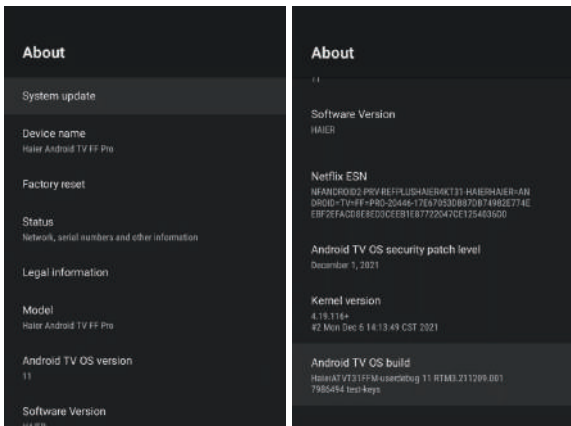 About
System update
Device name
Haier Android TV FF Pro
Factory reset
Status
Network, serial numbers and other information
Legal information
Model
Haier Android TV FF Pro
Android TV OS version
11
Software Version
HAIER
About
11
Software Version
HAIER
Netflix ESN
NFANDROID2-PRV-REFPLUSHAIER4KT31-HAIERHAIER=AN
DROID=TV=FF=PRO-20446-
Android TV OS security patch level
December 1, 2021
Kernel version
4.19.116+
#2 Mon Dec 6 14:13:49 CST 2021
Android TV OS build
HaierATVT31FFM-userdebug 11 RTM3.211209.001
7986494 test-keys